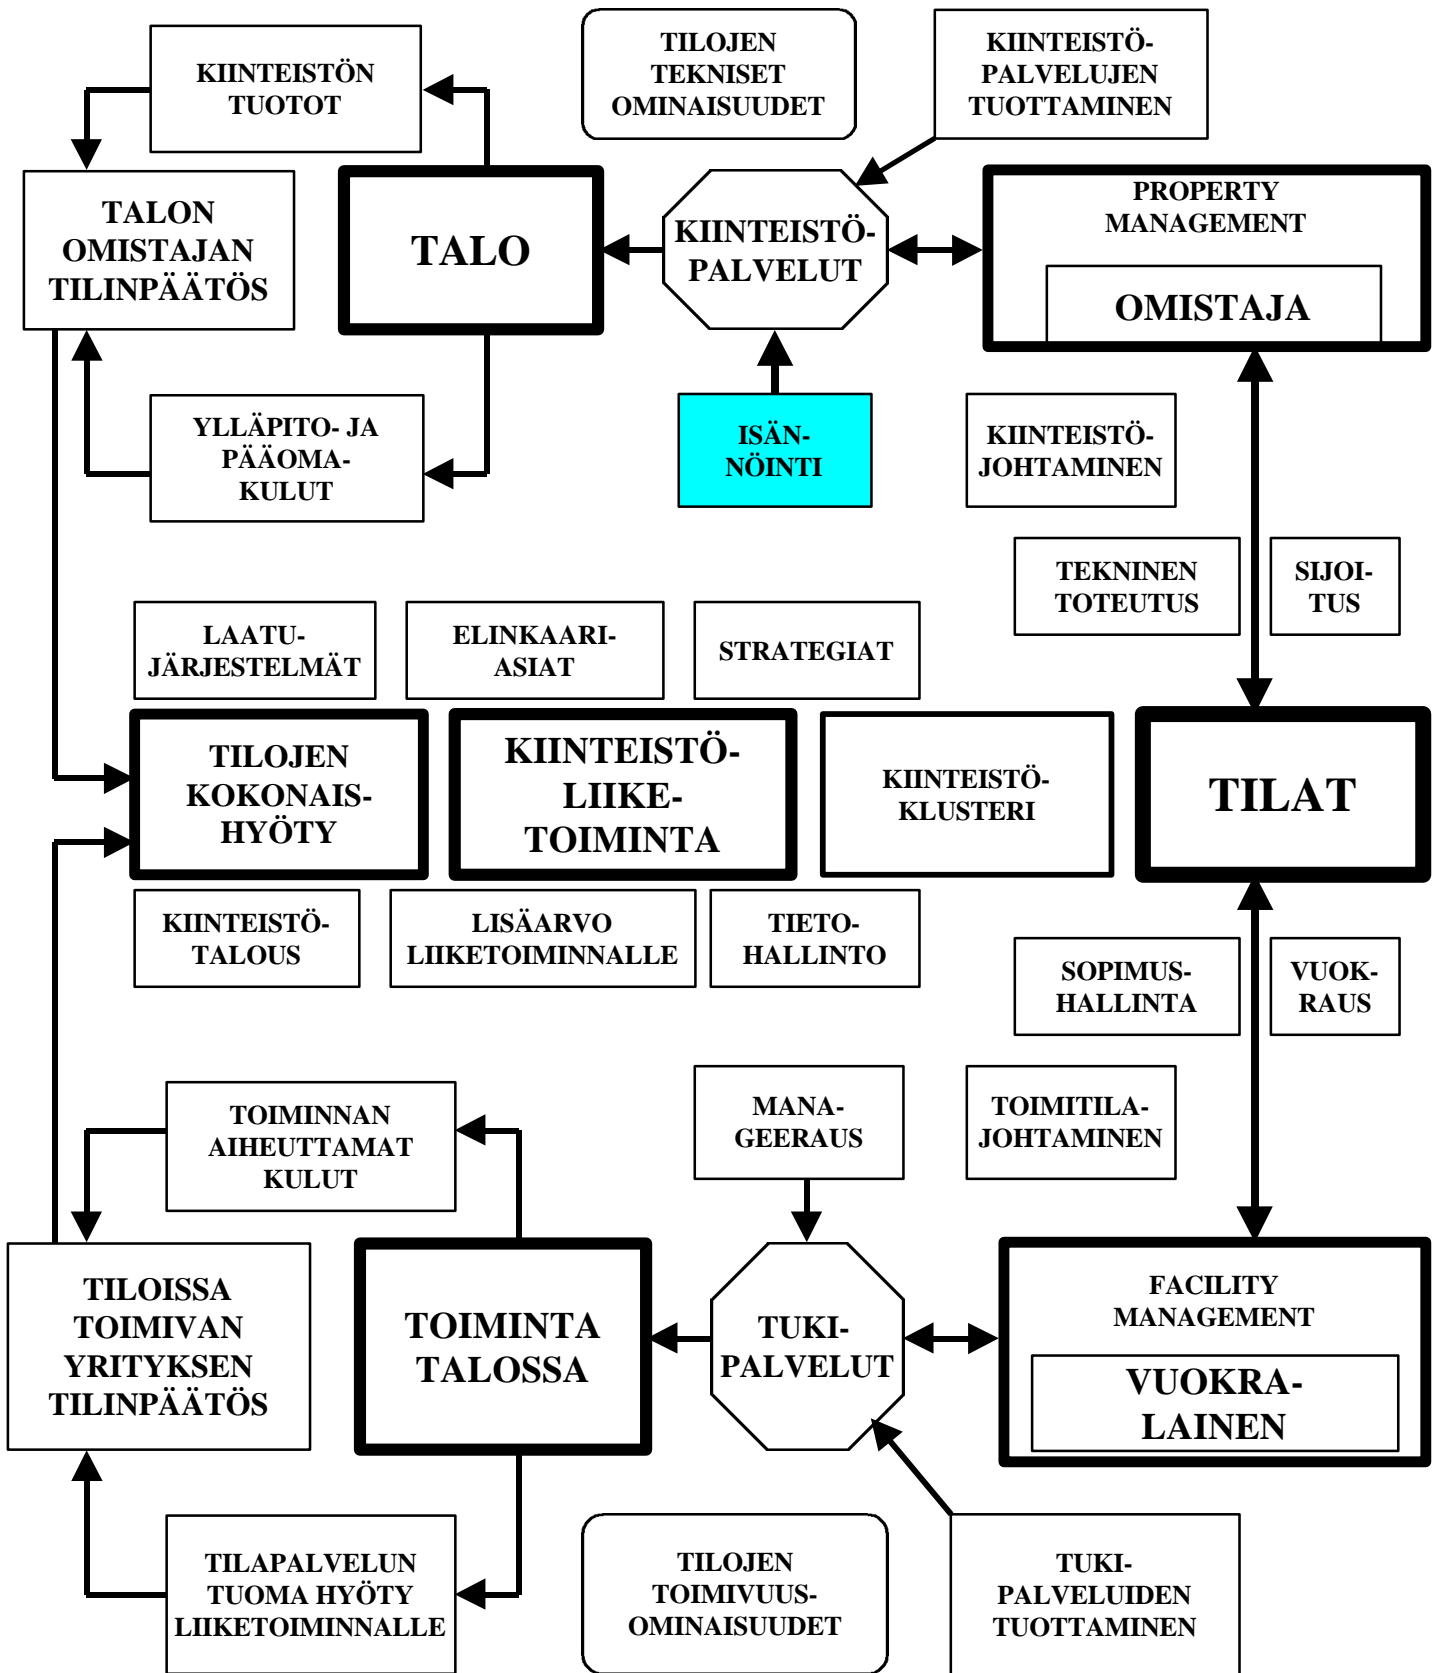 KIINTEISTÖN
TUOTOT
TILOJEN
TEKNISET
OMINAISUUDET
KIINTEISTÖ-
PALVELUJEN
TUOTTAMINEN
TALON
OMISTAJAN
TILINPÄÄTÖS
TALO
KIINTEISTÖ-
PALVELUT
PROPERTY
MANAGEMENT
OMISTAJA
YLLÄPITO- JA
PÄÄOMA-
KULUT
ISÄN-
NÖINTI
KIINTEISTÖ-
JOHTAMINEN
TEKNINEN
TOTEUTUS
SIJOI-
TUS
LAATU-
JÄRJESTELMÄT
ELINKAARI-
ASIAT
STRATEGIAT
TILOJEN
KOKONAIS-
HYÖTY
KIINTEISTÖ-
LIIKE-
TOIMINTA
KIINTEISTÖ-
KLUSTERI
TILAT
KIINTEISTÖ-
TALOUS
LISÄARVO
LIIKETOIMINNALLE
TIETO-
HALLINTO
SOPIMUS-
HALLINTA
VUOK-
RAUS
TOIMINNAN
AIHEUTTAMAT
KULUT
MANA-
GEERAUS
TOIMITILA-
JOHTAMINEN
TILOISSA
TOIMIVAN
YRITYKSEN
TILINPÄÄTÖS
TOIMINTA
TALOSSA
TUKI-
PALVELUT
FACILITY
MANAGEMENT
VUOKRA-
LAINEN
TILAPALVELUN
TUOMA HYÖTY
LIIKETOIMINNALLE
TILOJEN
TOIMIVUUS-
OMINAISUUDET
TUKI-
PALVELUIDEN
TUOTTAMINEN